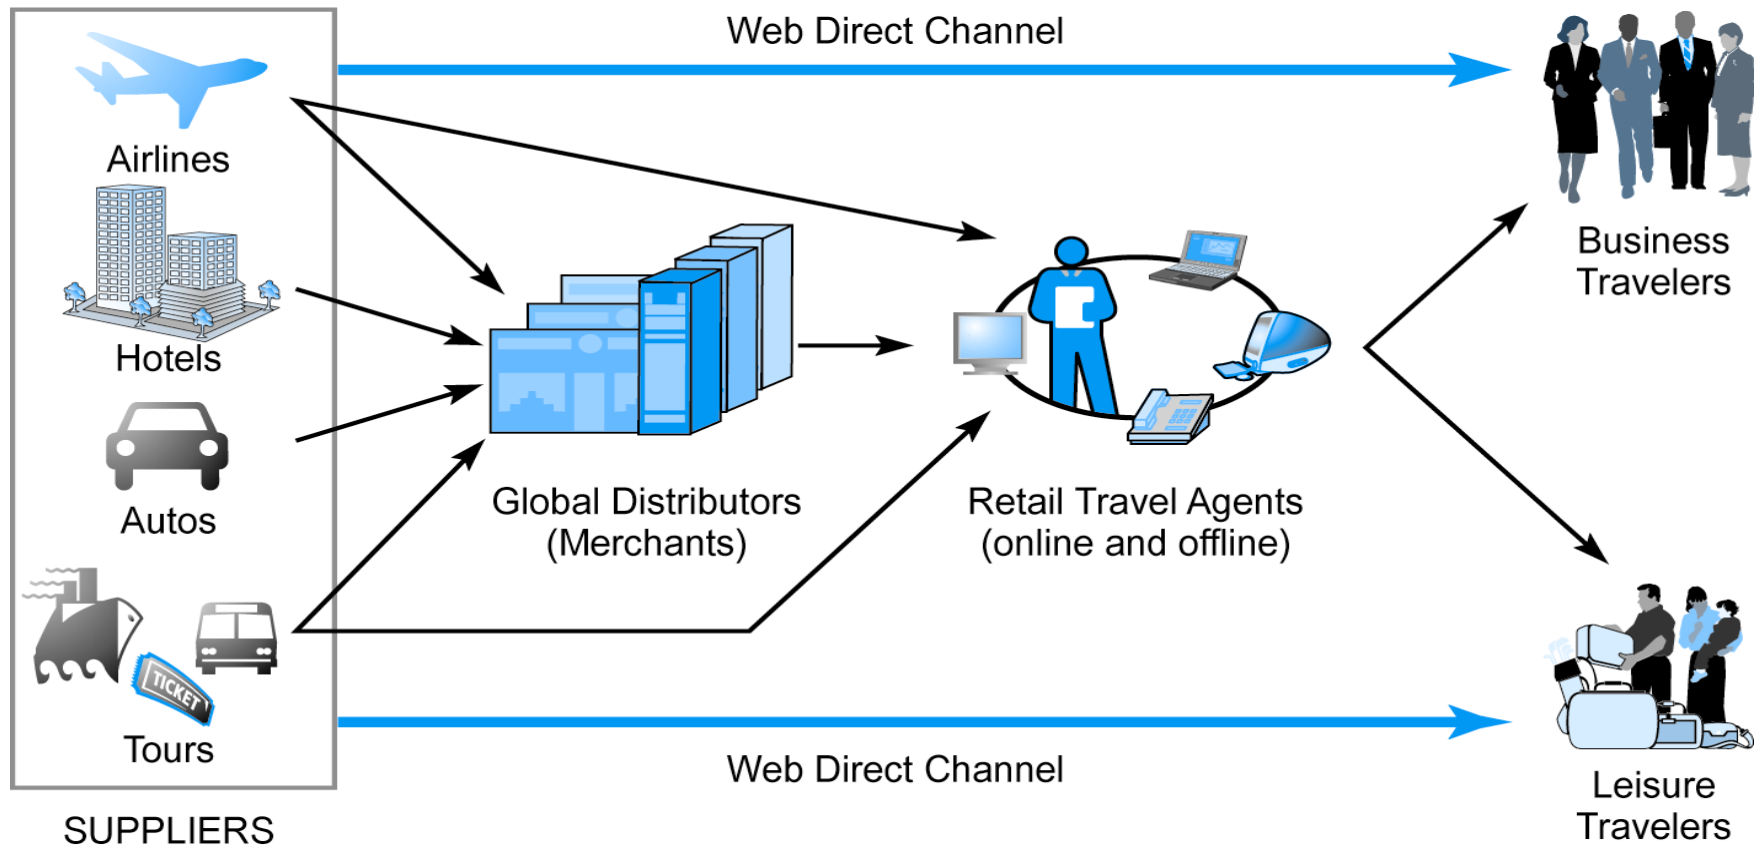 Web Direct Channel
Airlines
Hotels
Autos
TICKET
Tours
SUPPLIERS
Global Distributors
(Merchants)
Retail Travel Agents
(online and offline)
Business
Travelers
Web Direct Channel
Leisure
Travelers